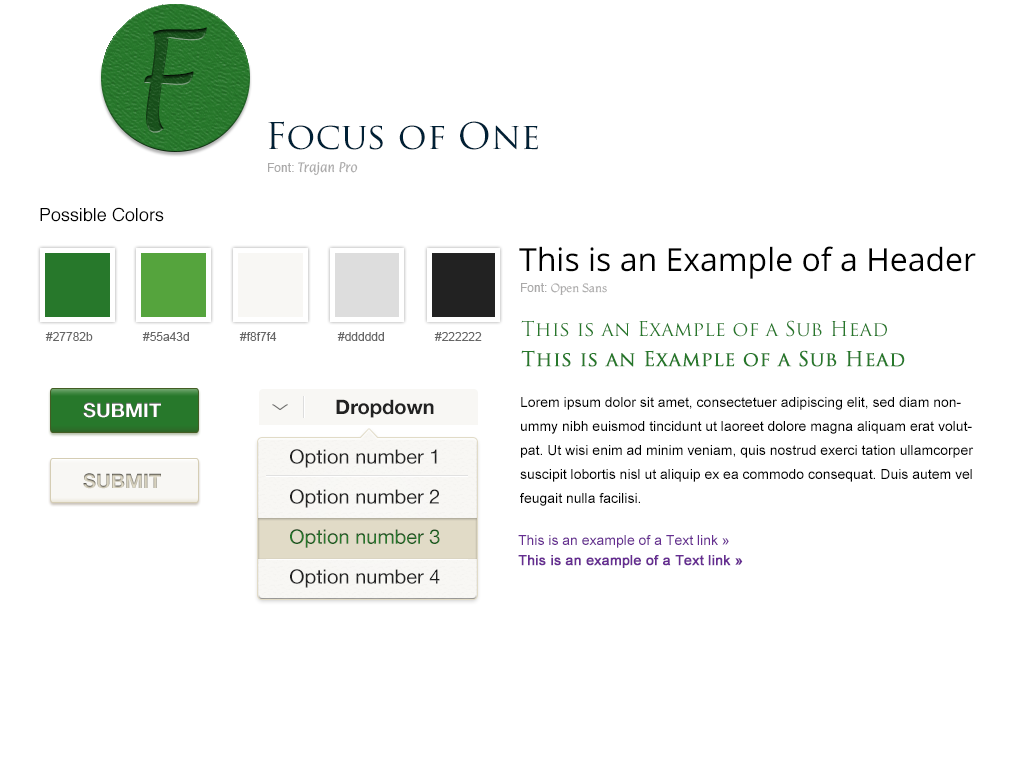 F
Focus of One
Font: Trajan Pro
Possible Colors
#27782b
#55a43d
#f8f7f4
#dddddd
#222222
SUBMIT
SUBMIT
Dropdown
Option number 1
Option number 2
Option number 3
Option number 4
This is an Example of a Header
Font: Open Sans
This is an Example of a Sub Head
This is an Example of a Sub Head
Lorem ipsum dolor sit amet, consectetuer adipiscing elit, sed diam non-
ummy nibh euismod tincidunt ut laoreet dolore magna aliquam erat volut-
pat. Ut wisi enim ad minim veniam, quis nostrud exerci tation ullamcorper
suscipit lobortis nisl ut aliquip ex ea commodo consequat. Duis autem vel
feugait nulla facilisi.
This is an example of a Text link »
This is an example of a Text link »